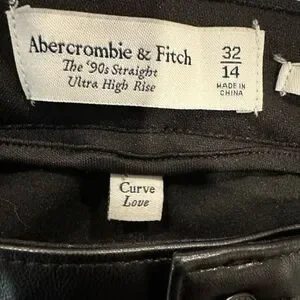 Abercrombie & Fitch
The '90s Straight
Ultra High Rise
32
14
MADE IN
CHINA
Curve
Love